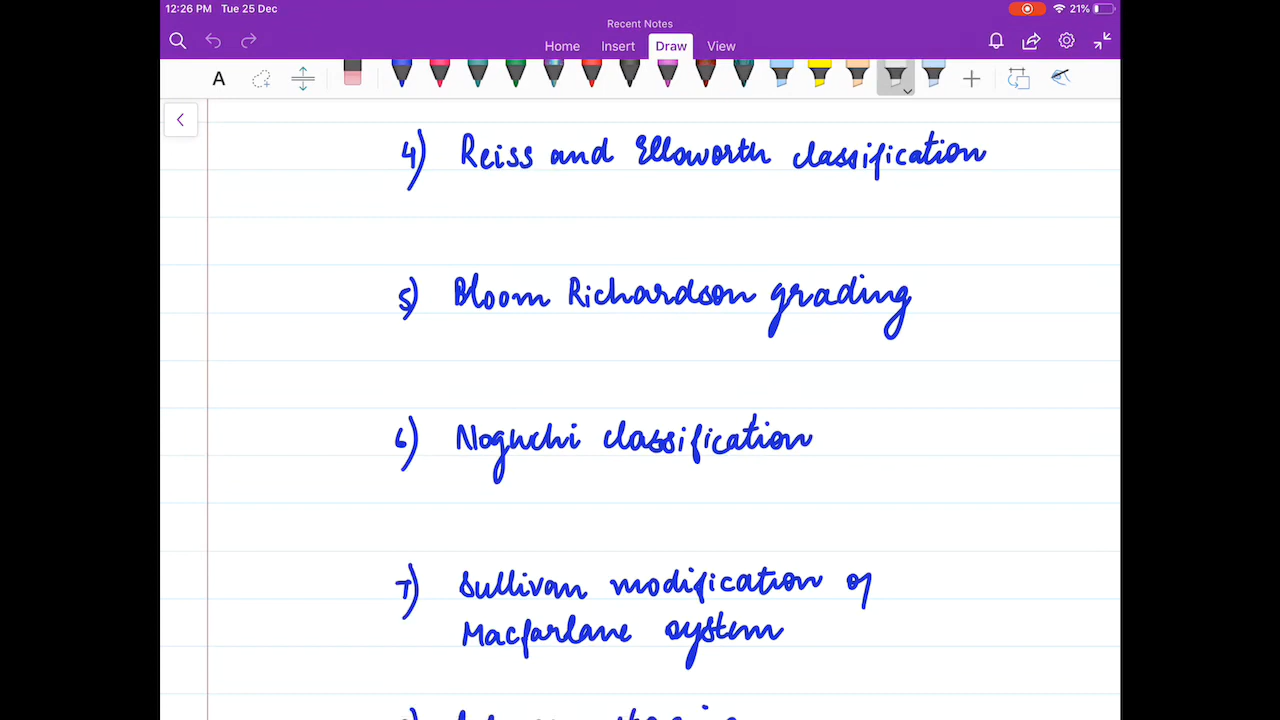 12:26 PM Tue 25 Dec
21%
Recent Notes
Home Insert Draw View
A
4) Reiss and Ellsworth classification
5) Bloom Richardson grading
6) Noguchi classification
7) Sullivan modification of
Macfarlane system